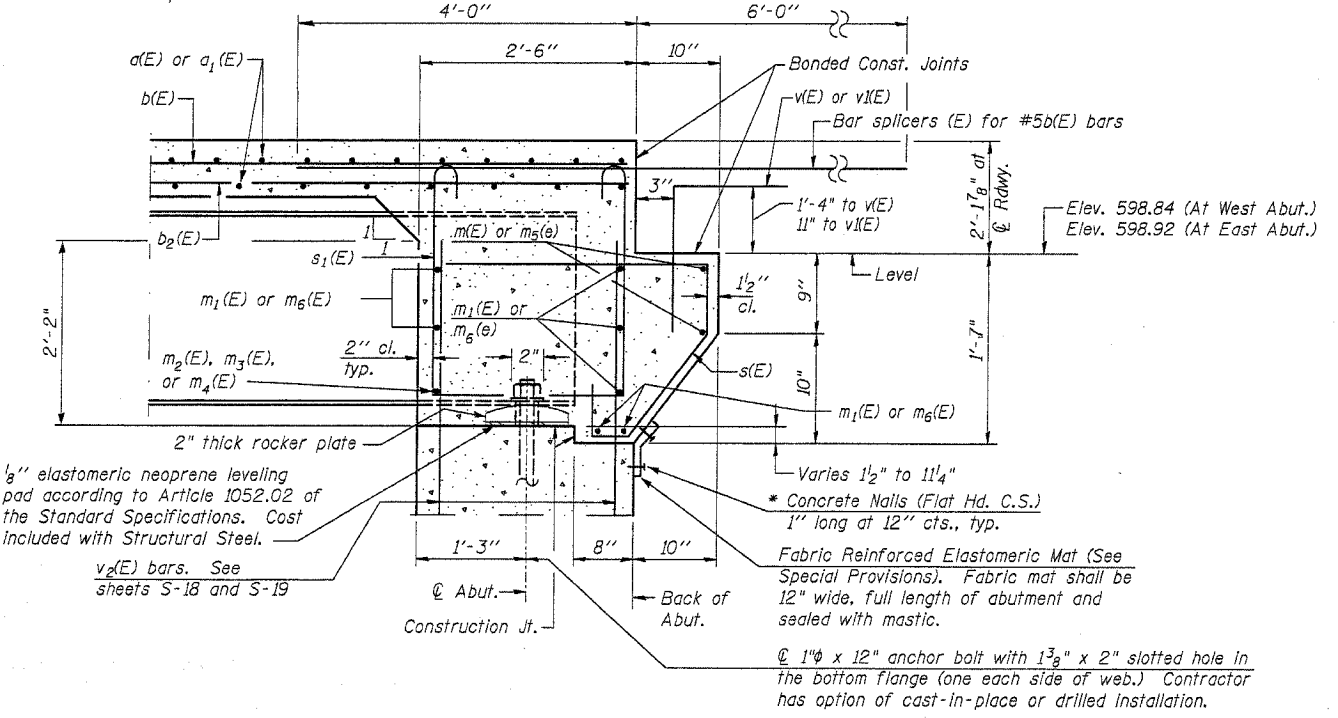 4'-0"
6'-0"
2'-6"
10"
a(E) or a1(E)
b(E)
Bonded Const. Joints
v(E) or v1(E)
Bar splicers (E) for #5b(E) bars
3"
2'-1 7/8" at
℄ Rdwy.
1'-4" to v(E)
11" to v1(E)
Elev. 598.84 (At West Abut.)
Elev. 598.92 (At East Abut.)
b2(E)
1
1
s1(E)
m(E) or m5(e)
Level
m1(E) or m6(E)
m1(E) or
m6(e)
1 1/2"
cl.
9"
1'-7"
2'-2"
2" cl.
typ.
2"
m2(E), m3(E),
or m4(E)
s(E)
10"
m1(E) or m6(E)
2" thick rocker plate
Varies 1 1/2" to 11 1/4"
1/8" elastomeric neoprene leveling
pad according to Article 1052.02 of
the Standard Specifications. Cost
included with Structural Steel.
* Concrete Nails (Flat Hd. C.S.)
1" long at 12" cts., typ.
1'-3"
8"
10"
Fabric Reinforced Elastomeric Mat (See
Special Provisions). Fabric mat shall be
12" wide, full length of abutment and
sealed with mastic.
v2(E) bars. See
sheets S-18 and S-19
℄ Abut.
Back of
Abut.
Construction Jt.
℄ 1"ϕ x 12" anchor bolt with 1 3/8" x 2" slotted hole in
the bottom flange (one each side of web.) Contractor
has option of cast-in-place or drilled installation.